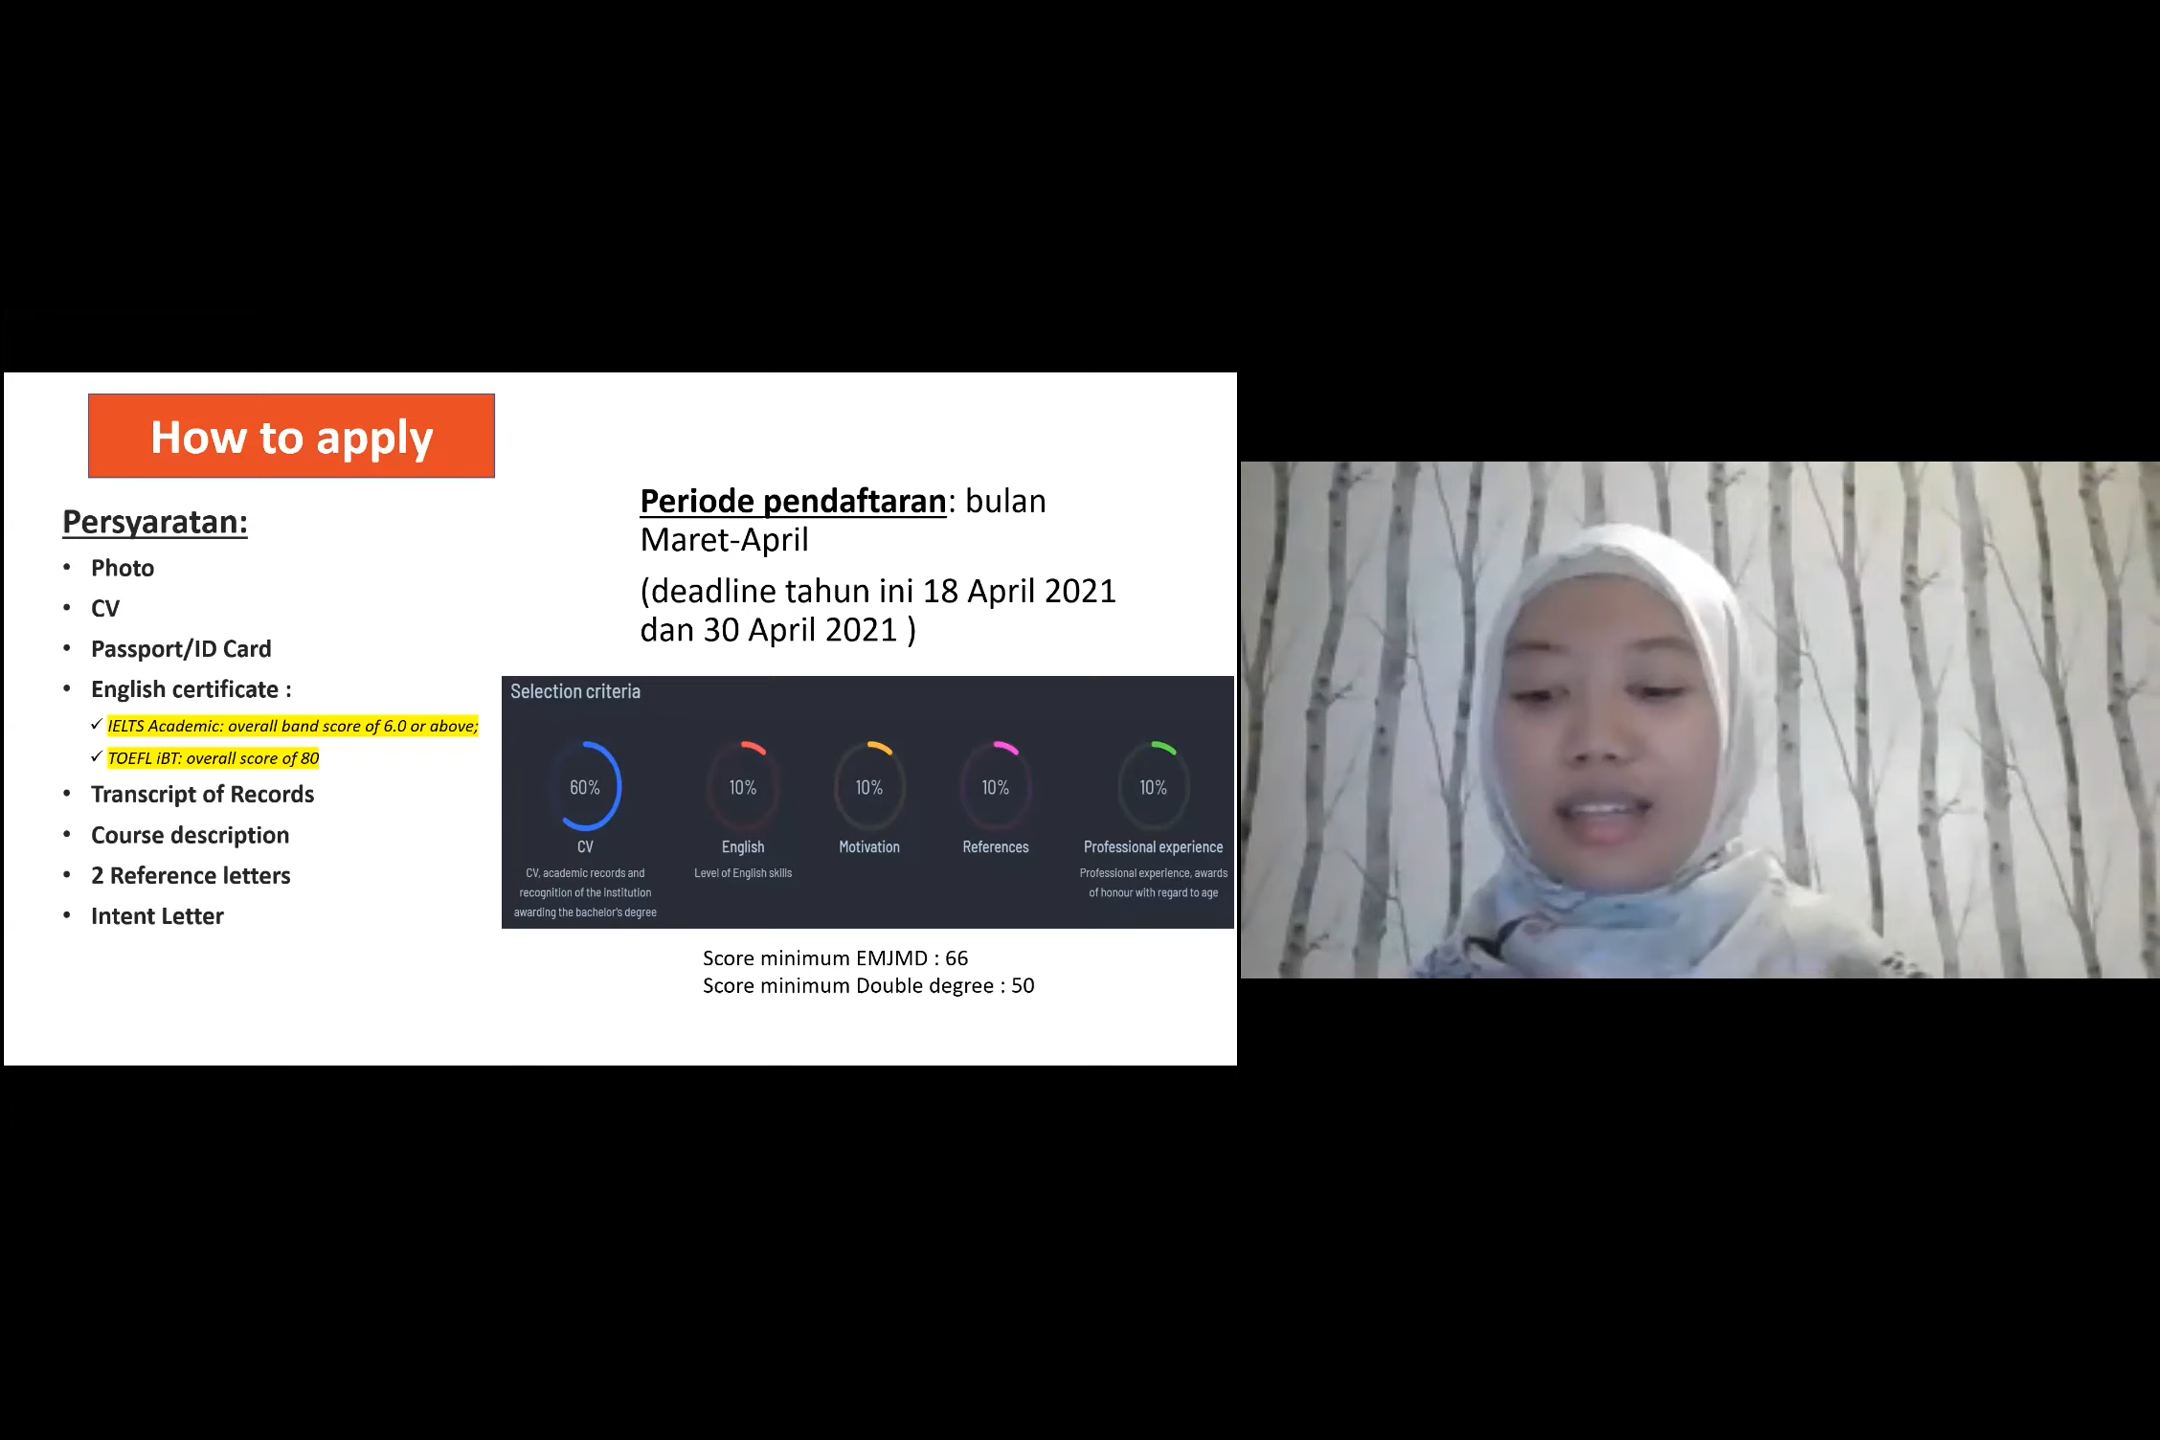 How to apply
Persyaratan:
• Photo
• CV
• Passport/ID Card
• English certificate :
✓ IELTS Academic: overall band score of 6.0 or above;
✓ TOEFL iBT: overall score of 80
• Transcript of Records
• Course description
• 2 Reference letters
• Intent Letter
Periode pendaftaran: bulan
Maret-April
(deadline tahun ini 18 April 2021
dan 30 April 2021 )
Selection criteria
60%
CV
CV, academic records and
recognition of the institution
awarding the bachelor's degree
10%
English
Level of English skills
10%
Motivation
10%
References
10%
Professional experience
Professional experience, awards
of honour with regard to age
Score minimum EMJMD : 66
Score minimum Double degree : 50